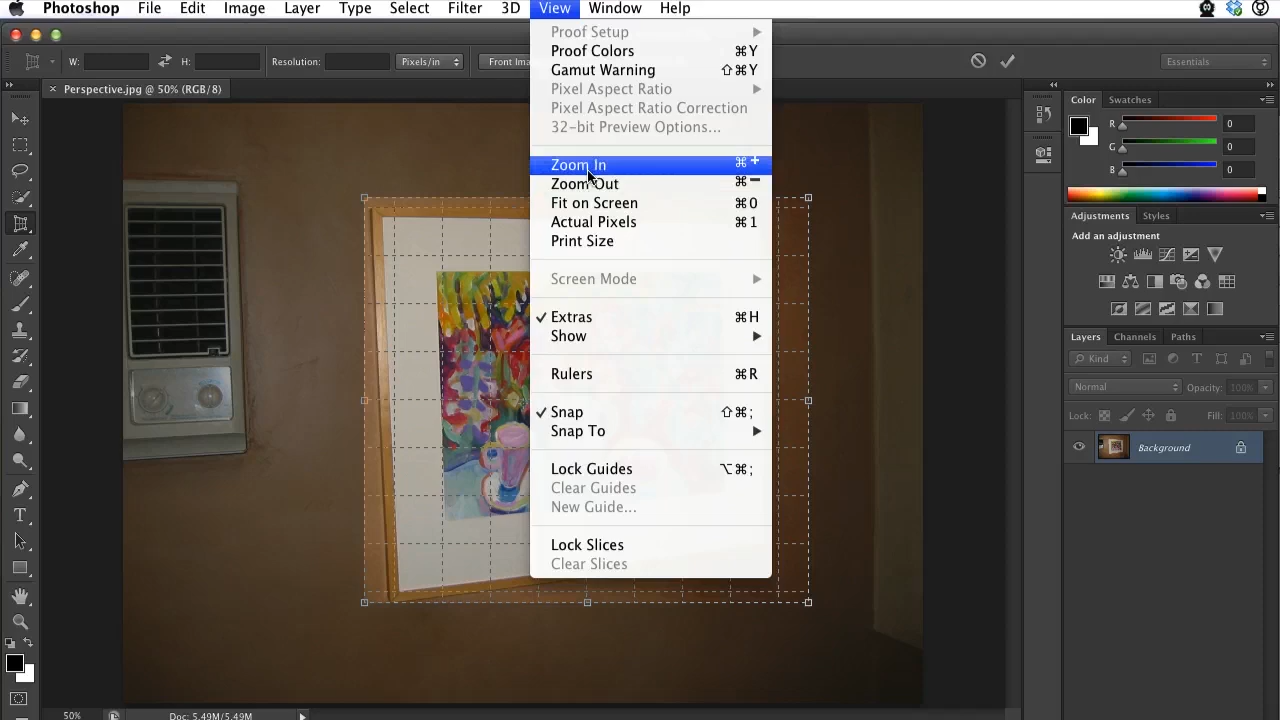 Photoshop File Edit Image Layer Type Select Filter 3D View Window Help
W: H: Resolution: Pixels/in Front Ima Essentials
× Perspective.jpg @ 50% (RGB/8)
Proof Setup
Proof Colors ⌘Y
Gamut Warning ⇧⌘Y
Pixel Aspect Ratio
Pixel Aspect Ratio Correction
32-bit Preview Options...
Zoom In ⌘+
Zoom Out ⌘−
Fit on Screen ⌘0
Actual Pixels ⌘1
Print Size
Screen Mode
✓ Extras ⌘H
Show
Rulers ⌘R
✓ Snap ⇧⌘;
Snap To
Lock Guides ⌥⌘;
Clear Guides
New Guide...
Lock Slices
Clear Slices
Color Swatches
R 0
G 0
B 0
Adjustments Styles
Add an adjustment
Layers Channels Paths
Kind
Normal Opacity: 100%
Lock: Fill: 100%
Background
50% Doc: 5.49M/5.49M